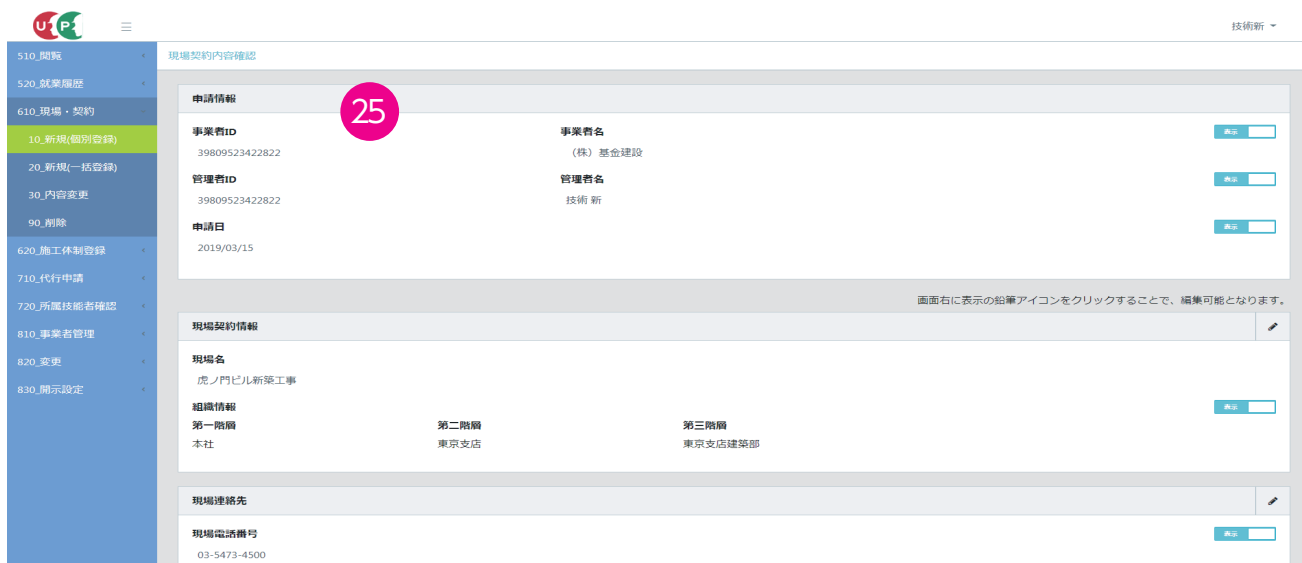 UP
技術新
510_閲覧
現場契約内容確認
520_就業履歴
610_現場・契約
10_新規(個別登録)
20_新規(一括登録)
30_内容変更
90_削除
620_施工体制登録
710_代行申請
720_所属技能者確認
810_事業者管理
820_変更
830_開示設定
25
申請情報
事業者ID 事業者名 表示
39809523422822 （株）基金建設
管理者ID 管理者名 表示
39809523422822 技術 新
申請日 表示
2019/03/15
画面右に表示の鉛筆アイコンをクリックすることで、編集可能となります。
現場契約情報
現場名
虎ノ門ビル新築工事
組織情報 表示
第一階層 第二階層 第三階層
本社 東京支店 東京支店建築部
現場連絡先
現場電話番号 表示
03-5473-4500